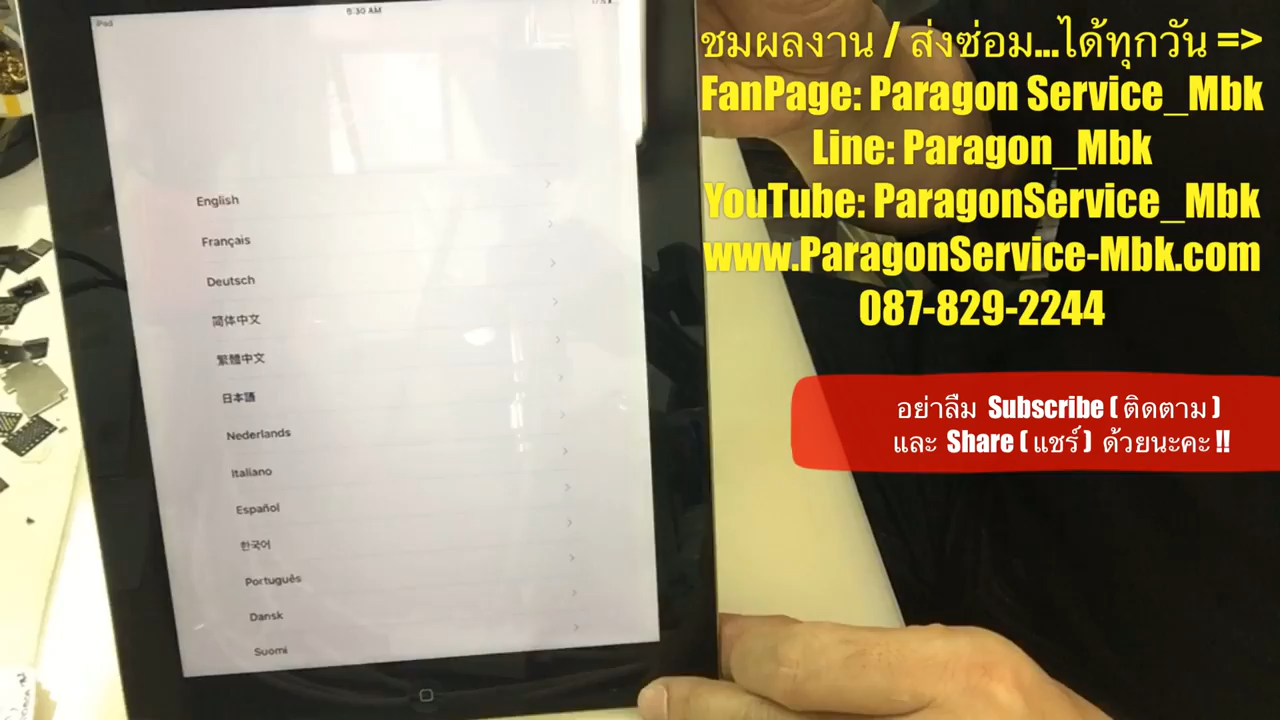 iPad
6:30 AM
English
Français
Deutsch
简体中文
繁體中文
日本語
Nederlands
Italiano
Español
한국어
Português
Dansk
Suomi
ชมผลงาน / ส่งซ่อม...ได้ทุกวัน =>
FanPage: Paragon Service_Mbk
Line: Paragon_Mbk
YouTube: ParagonService_Mbk
www.ParagonService-Mbk.com
087-829-2244
อย่าลืม Subscribe ( ติดตาม )
และ Share ( แชร์ ) ด้วยนะคะ !!